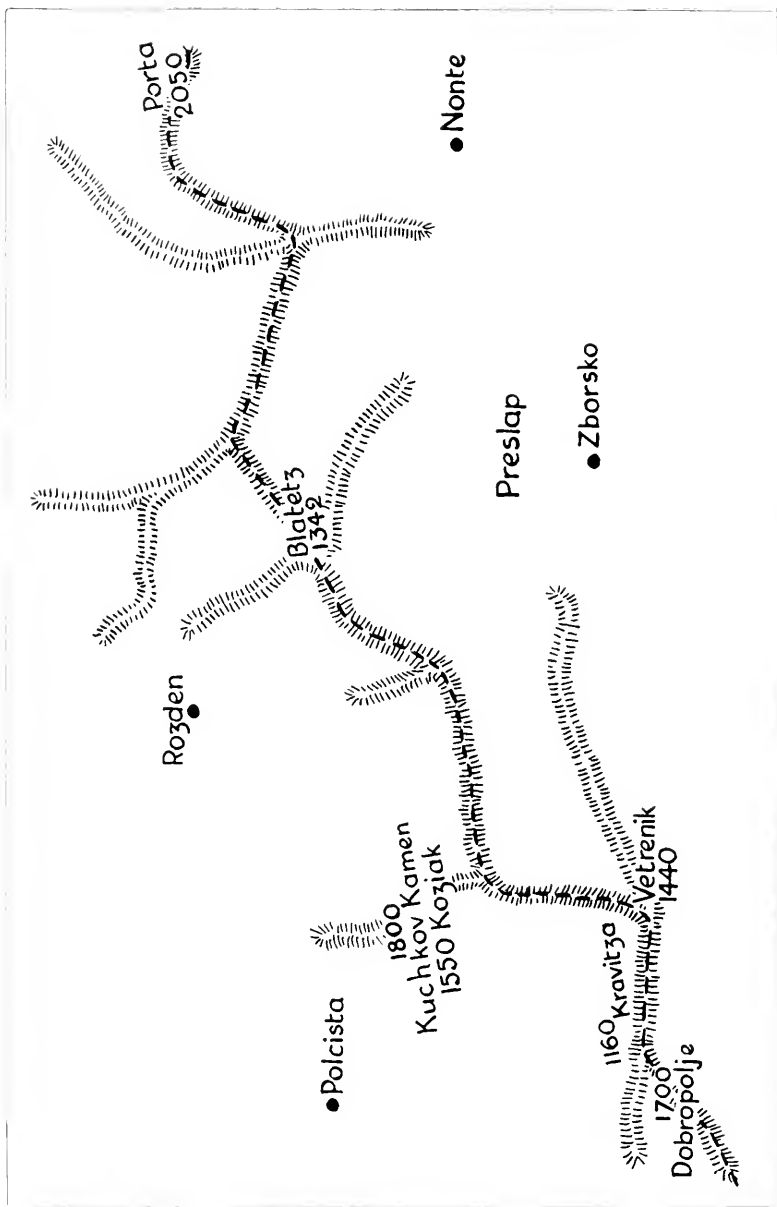 Porta
2050
Rozden
Blatetz
1342
Polcista
1800
Kuchkov Kamen
1550 Koziak
Nonte
Preslap
Zborsko
1160 Kravitza
Vetrenik
1440
1700
Dobropolje